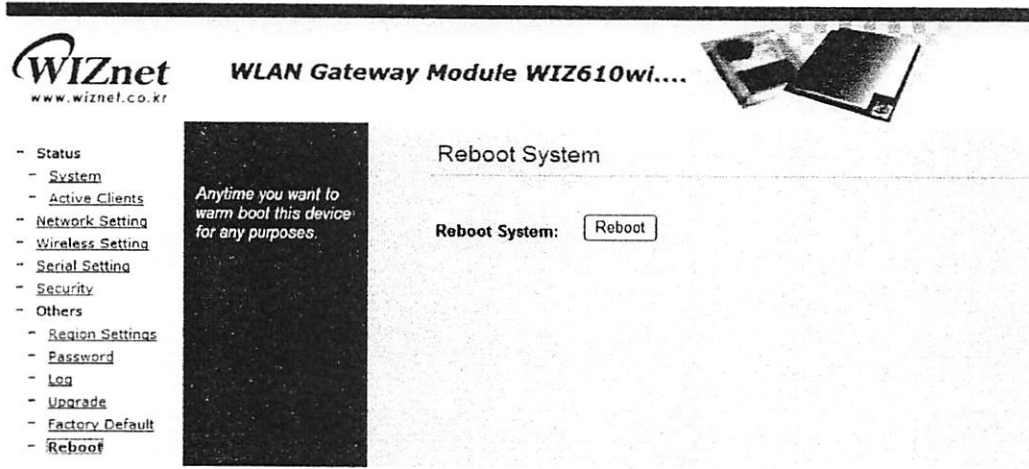 WIZnet
www.wiznet.co.kr
WLAN Gateway Module WIZ610wi....
- Status
- System
- Active Clients
- Network Setting
- Wireless Setting
- Serial Setting
- Security
- Others
- Region Settings
- Password
- Log
- Upgrade
- Factory Default
- Reboot
Anytime you want to
warm boot this device
for any purposes.
Reboot System
Reboot System: Reboot